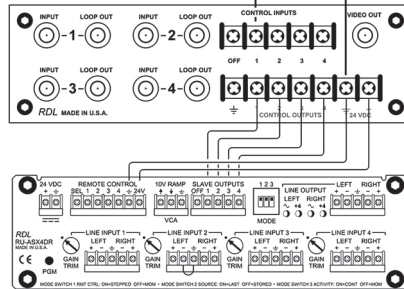 INPUT LOOP OUT INPUT LOOP OUT CONTROL INPUTS VIDEO OUT
1 2
OFF 1 2 3 4
INPUT LOOP OUT INPUT LOOP OUT
3 4
CONTROL OUTPUTS 24 VDC
RDL MADE IN U.S.A.
24 VDC REMOTE CONTROL 10V RAMP SLAVE OUTPUTS 1 2 3 LINE OUTPUT LEFT RIGHT
+ SEL 1 2 3 4 24V OFF 1 2 3 4 LEFT RIGHT + - + -
+4 +4
VCA MODE
RDL LINE INPUT 1 LINE INPUT 2 LINE INPUT 3 LINE INPUT 4
RU-ASX4DR LEFT RIGHT LEFT RIGHT LEFT RIGHT LEFT RIGHT
+ - + - + - + - + - + - + - + -
CE
PGM GAIN TRIM GAIN TRIM GAIN TRIM GAIN TRIM
MADE IN U.S.A.
MODE SWITCH 1 RMT CTRL ON=STEPPED OFF=MOM • MODE SWITCH 2 SOURCE: ON=LAST OFF=STORED • MODE SWITCH 3 ACTIVITY: ON=CONT OFF=MOM.